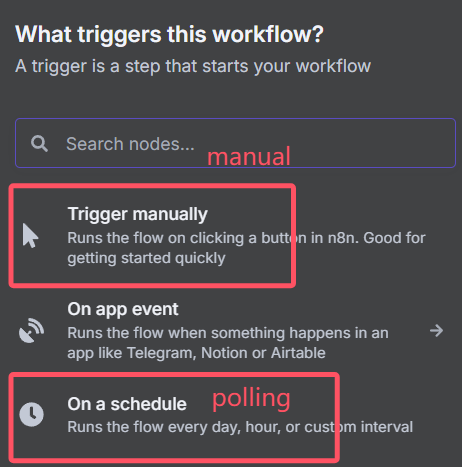 What triggers this workflow?
A trigger is a step that starts your workflow
Search nodes...
manual
Trigger manually
Runs the flow on clicking a button in n8n. Good for
getting started quickly
On app event
Runs the flow when something happens in an
app like Telegram, Notion or Airtable
On a schedule
polling
Runs the flow every day, hour, or custom interval